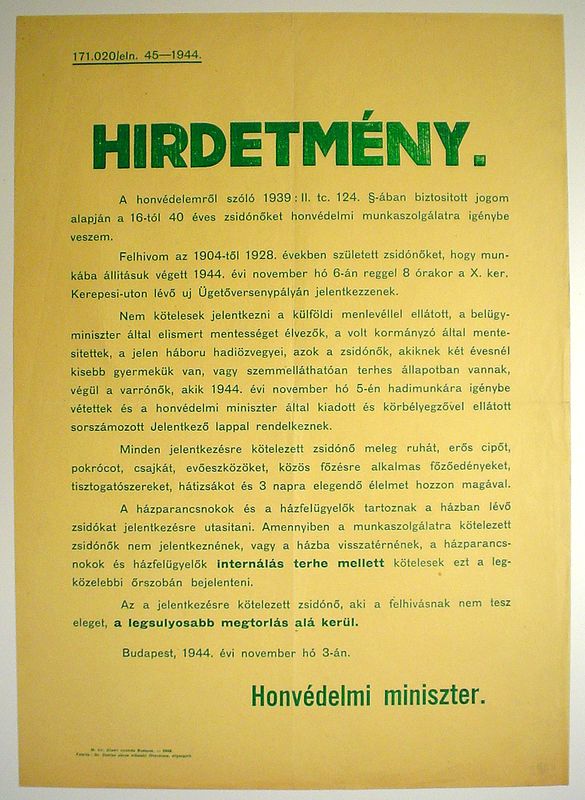 171.020/eln. 45—1944.
HIRDETMÉNY.
A honvédelemről szóló 1939: II. tc. 124. §-ában biztositott jogom
alapján a 16-tól 40 éves zsidónőket honvédelmi munkaszolgálatra igénybe
veszem.
Felhivom az 1904-től 1928. években született zsidónőket, hogy mun-
kába állitásuk végett 1944. évi november hó 6-án reggel 8 órakor a X. ker.
Kerepesi-uton lévő uj Ügetőversenypályán jelentkezzenek.
Nem kötelesek jelentkezni a külföldi menlevéllel ellátott, a belügy-
miniszter által elismert mentességet élvezők, a volt kormányzó által mente-
sitettek, a jelen háboru hadiözvegyei, azok a zsidónők, akiknek két évesnél
kisebb gyermekük van, vagy szemmelláthatóan terhes állapotban vannak,
végül a varrónők, akik 1944. évi november hó 5-én hadimunkára igénybe
vétettek és a honvédelmi miniszter által kiadott és körbélyegzővel ellátott
sorszámozott Jelentkező lappal rendelkeznek.
Minden jelentkezésre kötelezett zsidónő meleg ruhát, erős cipőt,
pokrócot, csajkát, evőeszközöket, közös főzésre alkalmas főzőedényeket,
tisztogatószereket, hátizsákot és 3 napra elegendő élelmet hozzon magával.
A házparancsnokok és a házfelügyelők tartoznak a házban lévő
zsidókat jelentkezésre utasitani. Amennyiben a munkaszolgálatra kötelezett
zsidónők nem jelentkeznének, vagy a házba visszatérnének, a házparancs-
nokok és házfelügyelők internálás terhe mellett kötelesek ezt a leg-
közelebbi őrszobán bejelenteni.
Az a jelentkezésre kötelezett zsidónő, aki a felhivásnak nem tesz
eleget, a legsulyosabb megtorlás alá kerül.
Budapest, 1944. évi november hó 3-án.
Honvédelmi miniszter.